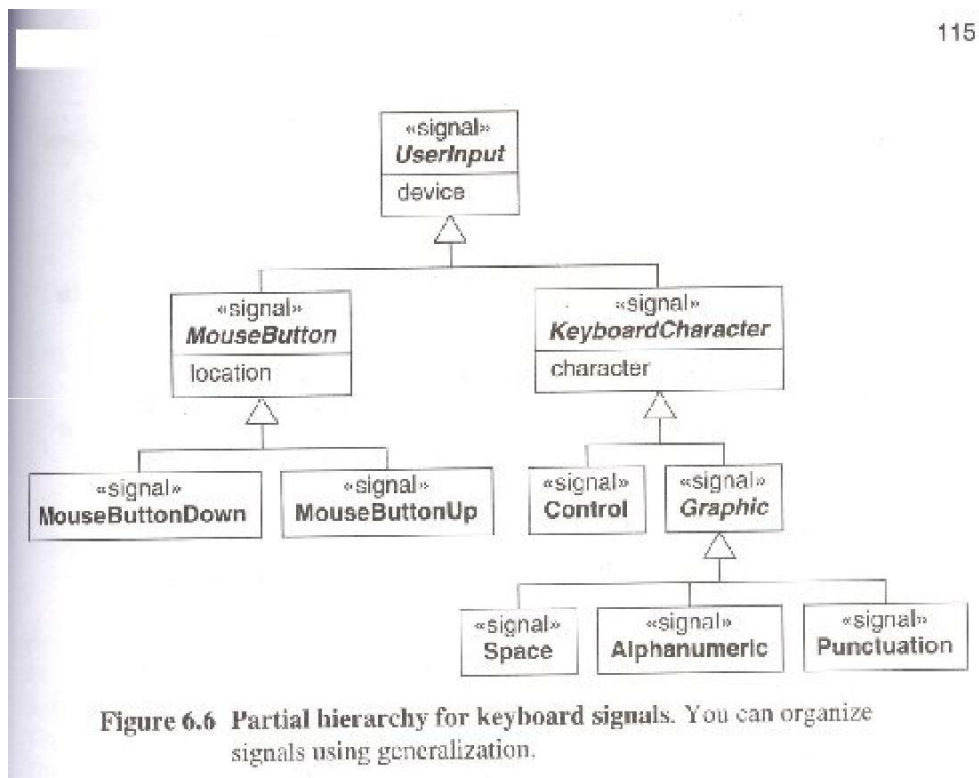 115
«signal»
UserInput
device
«signal»
MouseButton
location
«signal»
KeyboardCharacter
character
«signal»
MouseButtonDown
«signal»
MouseButtonUp
«signal»
Control
«signal»
Graphic
«signal»
Space
«signal»
Alphanumeric
«signal»
Punctuation
Figure 6.6 Partial hierarchy for keyboard signals. You can organize
signals using generalization.